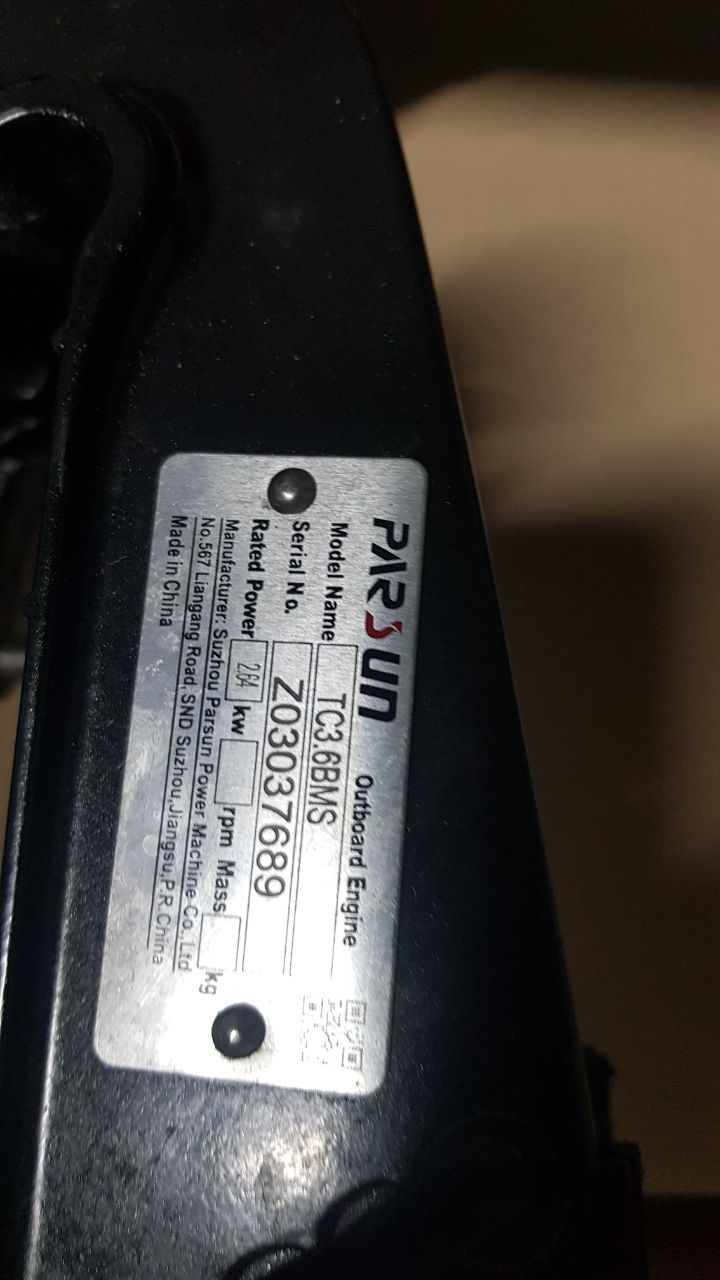 PARSUN Outboard Engine
Model Name TC3.6BMS
Serial No. Z03037689
Rated Power 2.64 kw rpm Mass kg
Manufacturer: Suzhou Parsun Power Machine Co.,Ltd
No.567 Liangang Road, SND Suzhou,Jiangsu,P.R.China
Made in China